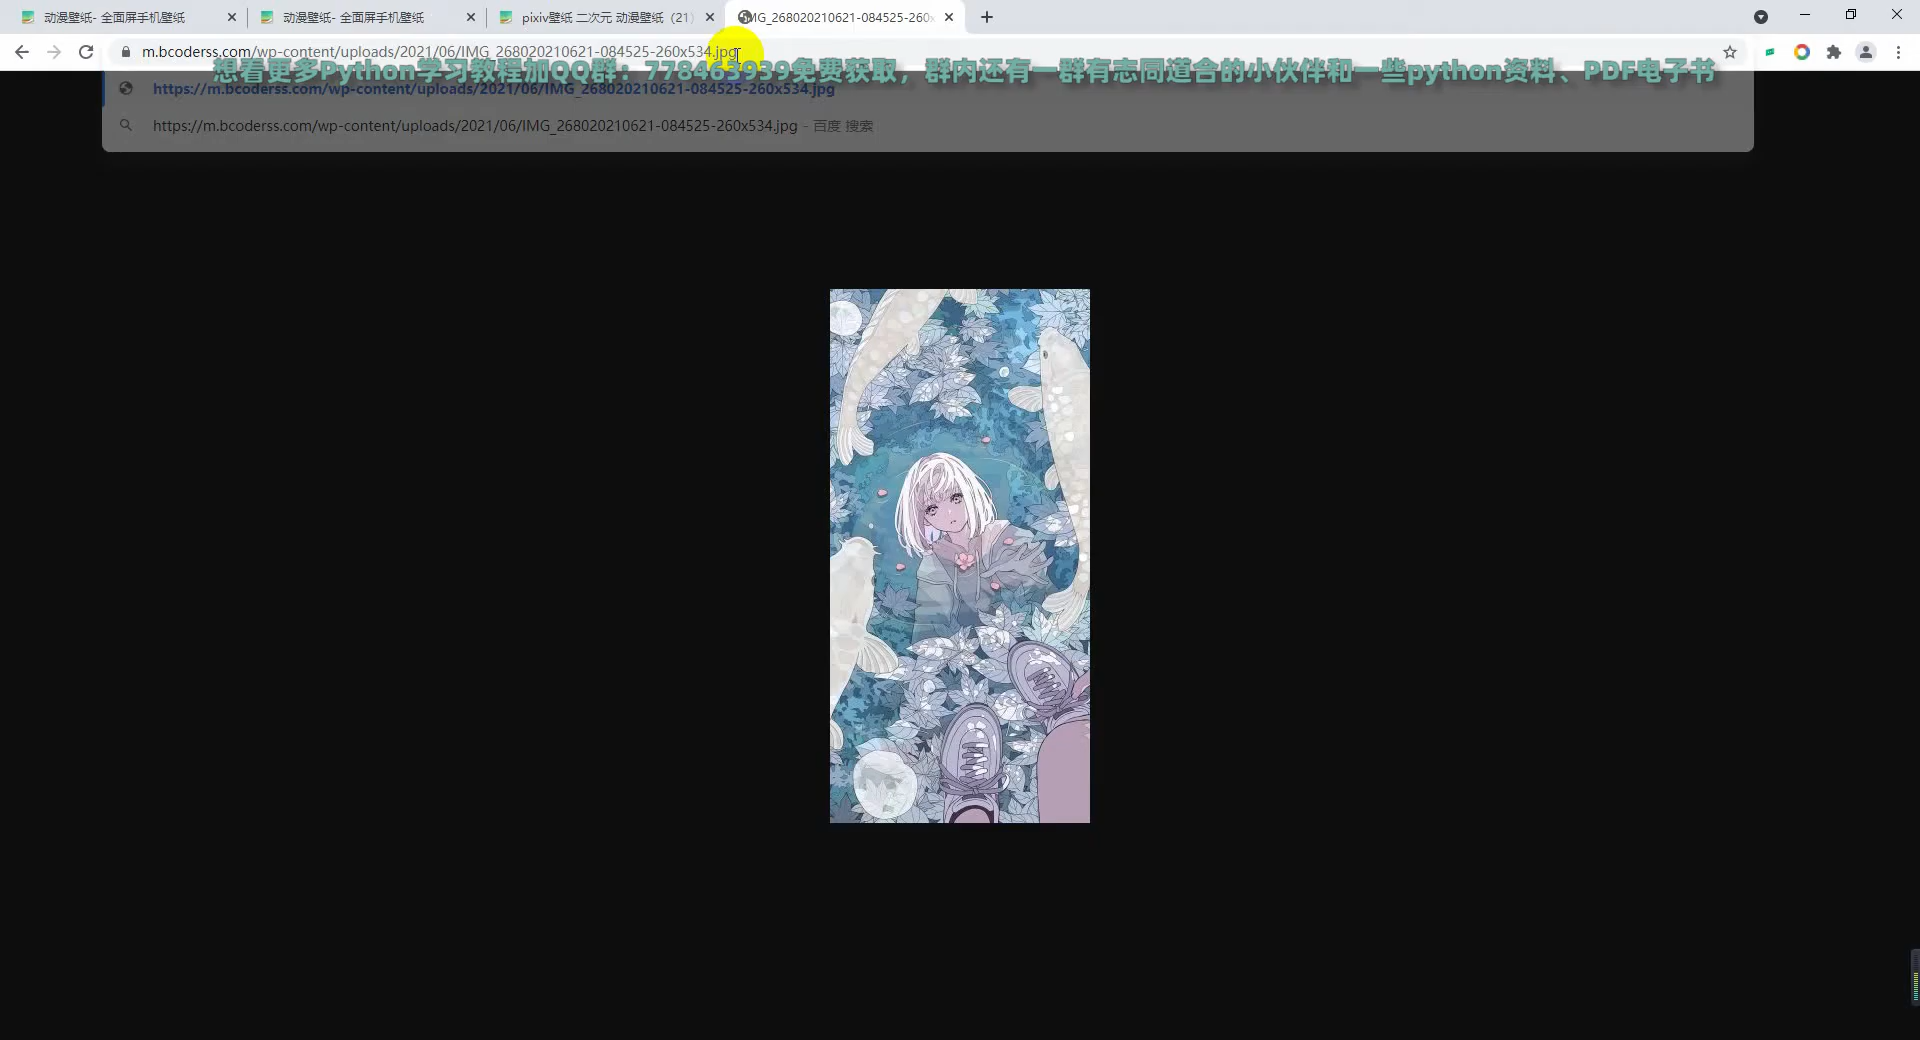 动漫壁纸- 全面屏手机壁纸
动漫壁纸- 全面屏手机壁纸
pixiv壁纸 二次元 动漫壁纸（21）
IMG_268020210621-084525-260x
m.bcoderss.com/wp-content/uploads/2021/06/IMG_268020210621-084525-260x534.jpg
想看更多Python学习教程加QQ群：778463939免费获取，群内还有一群有志同道合的小伙伴和一些python资料、PDF电子书
https://m.bcoderss.com/wp-content/uploads/2021/06/IMG_268020210621-084525-260x534.jpg
https://m.bcoderss.com/wp-content/uploads/2021/06/IMG_268020210621-084525-260x534.jpg - 百度 搜索